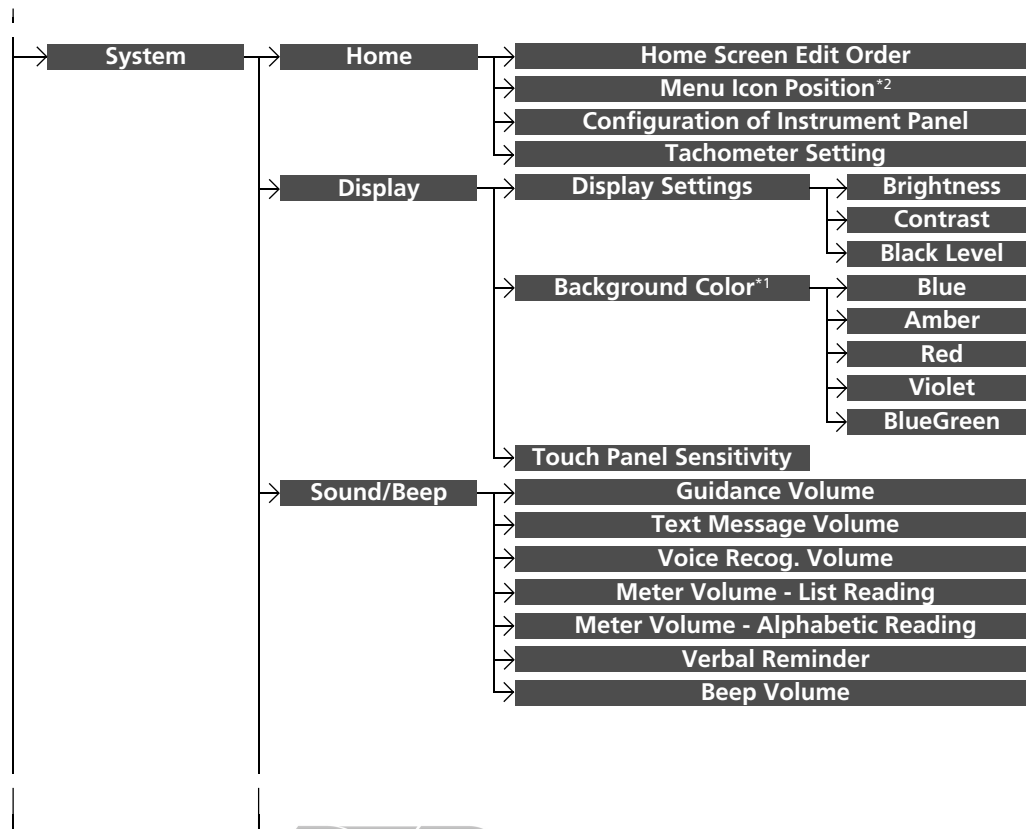 System
Home
Home Screen Edit Order
Menu Icon Position*2
Configuration of Instrument Panel
Tachometer Setting
Display
Display Settings
Brightness
Contrast
Black Level
Background Color*1
Blue
Amber
Red
Violet
BlueGreen
Touch Panel Sensitivity
Sound/Beep
Guidance Volume
Text Message Volume
Voice Recog. Volume
Meter Volume - List Reading
Meter Volume - Alphabetic Reading
Verbal Reminder
Beep Volume